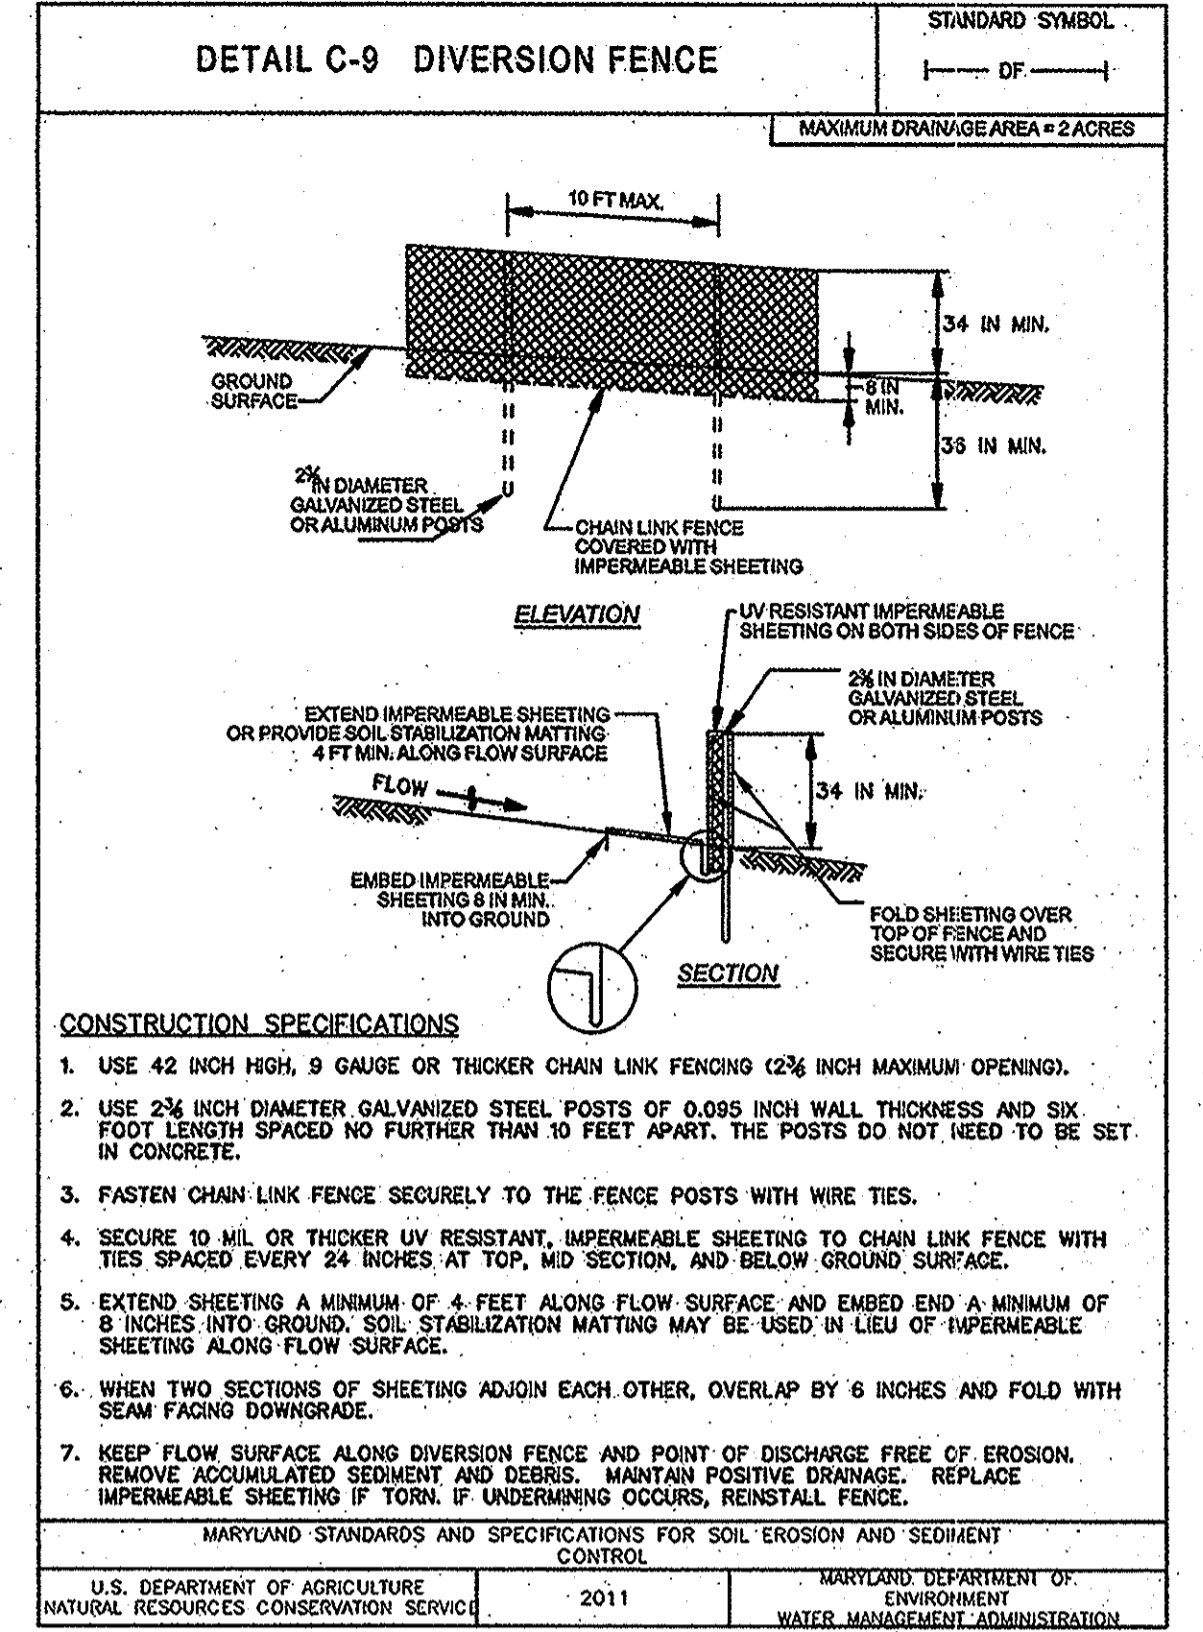 DETAIL C-9 DIVERSION FENCE
STANDARD SYMBOL
DF
MAXIMUM DRAINAGE AREA = 2 ACRES
10 FT MAX.
34 IN MIN.
GROUND
SURFACE
8 IN
MIN.
36 IN MIN.
IN DIAMETER
GALVANIZED STEEL
OR ALUMINUM POSTS
CHAIN LINK FENCE
COVERED WITH
IMPERMEABLE SHEETING
ELEVATION
UV RESISTANT IMPERMEABLE
SHEETING ON BOTH SIDES OF FENCE
2⅜ IN DIAMETER
GALVANIZED STEEL
OR ALUMINUM POSTS
EXTEND IMPERMEABLE SHEETING
OR PROVIDE SOIL STABILIZATION MATTING
4 FT MIN. ALONG FLOW SURFACE
FLOW
34 IN MIN.
EMBED IMPERMEABLE
SHEETING 8 IN MIN.
INTO GROUND
FOLD SHEETING OVER
TOP OF FENCE AND
SECURE WITH WIRE TIES
SECTION
CONSTRUCTION SPECIFICATIONS
1. USE 42 INCH HIGH, 9 GAUGE OR THICKER CHAIN LINK FENCING (2⅜ INCH MAXIMUM OPENING).
2. USE 2⅜ INCH DIAMETER GALVANIZED STEEL POSTS OF 0.095 INCH WALL THICKNESS AND SIX
FOOT LENGTH SPACED NO FURTHER THAN 10 FEET APART. THE POSTS DO NOT NEED TO BE SET
IN CONCRETE.
3. FASTEN CHAIN LINK FENCE SECURELY TO THE FENCE POSTS WITH WIRE TIES.
4. SECURE 10 MIL OR THICKER UV RESISTANT, IMPERMEABLE SHEETING TO CHAIN LINK FENCE WITH
TIES SPACED EVERY 24 INCHES AT TOP, MID SECTION, AND BELOW GROUND SURFACE.
5. EXTEND SHEETING A MINIMUM OF 4 FEET ALONG FLOW SURFACE AND EMBED END A MINIMUM OF
8 INCHES INTO GROUND. SOIL STABILIZATION MATTING MAY BE USED IN LIEU OF IMPERMEABLE
SHEETING ALONG FLOW SURFACE.
6. WHEN TWO SECTIONS OF SHEETING ADJOIN EACH OTHER, OVERLAP BY 6 INCHES AND FOLD WITH
SEAM FACING DOWNGRADE.
7. KEEP FLOW SURFACE ALONG DIVERSION FENCE AND POINT OF DISCHARGE FREE OF EROSION.
REMOVE ACCUMULATED SEDIMENT AND DEBRIS. MAINTAIN POSITIVE DRAINAGE. REPLACE
IMPERMEABLE SHEETING IF TORN. IF UNDERMINING OCCURS, REINSTALL FENCE.
MARYLAND STANDARDS AND SPECIFICATIONS FOR SOIL EROSION AND SEDIMENT
CONTROL
U.S. DEPARTMENT OF AGRICULTURE
NATURAL RESOURCES CONSERVATION SERVICE
2011
MARYLAND DEPARTMENT OF
ENVIRONMENT
WATER MANAGEMENT ADMINISTRATION